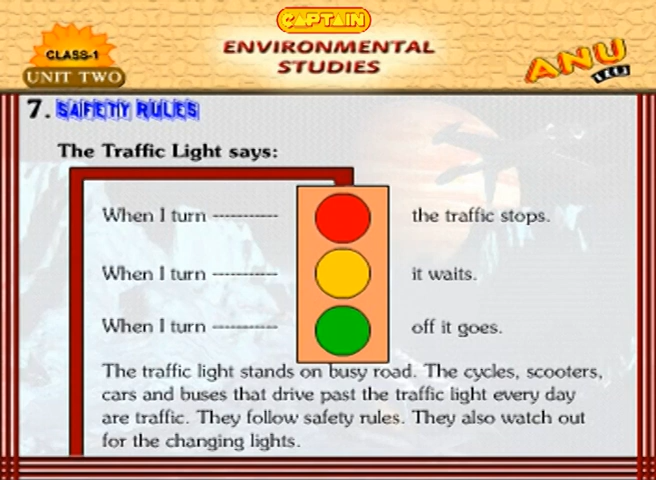 CAPTAIN
CLASS-1
UNIT TWO
ENVIRONMENTAL
STUDIES
ANU
7. SAFETY RULES
The Traffic Light says:
When I turn ------------ the traffic stops.
When I turn ------------ it waits.
When I turn ------------ off it goes.
The traffic light stands on busy road. The cycles, scooters,
cars and buses that drive past the traffic light every day
are traffic. They follow safety rules. They also watch out
for the changing lights.